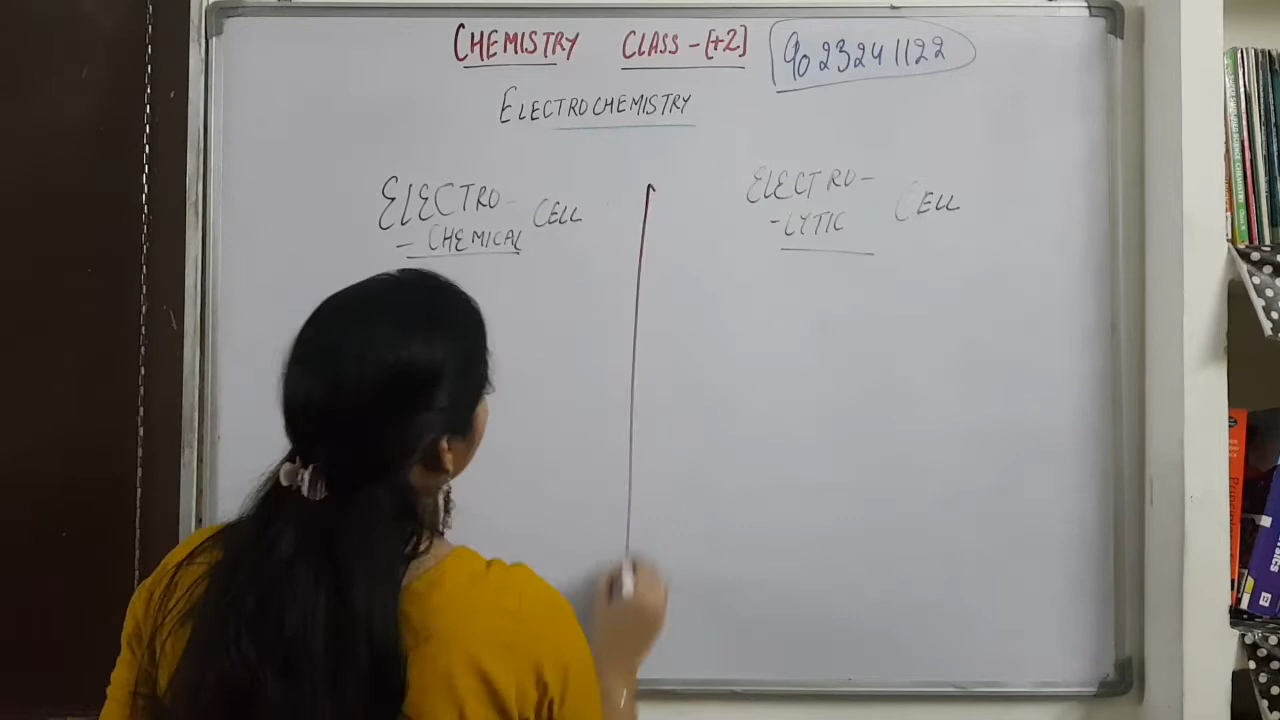 CHEMISTRY CLASS-[+2] 9023241122
ELECTROCHEMISTRY
ELECTRO-
-CHEMICAL CELL
ELECTRO-
-LYTIC CELL